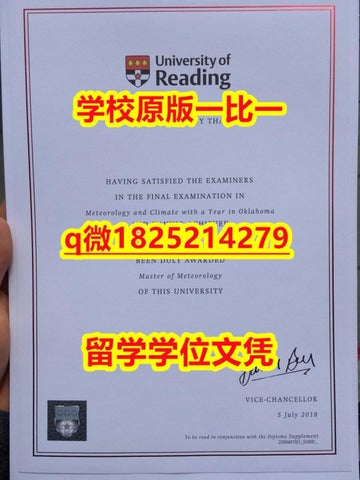 University of
Reading
学校原版一比一
Y THA
HAVING SATISFIED THE EXAMINERS
IN THE FINAL EXAMINATION IN
Meteorology and Climate with a Year in Oklahoma
q微1825214279
BEEN DULY AWARDED
Master of Meteorology
OF THIS UNIVERSITY
留学学位文凭
VICE-CHANCELLOR
5 July 2018
To be read in conjunction with the Diploma Supplement